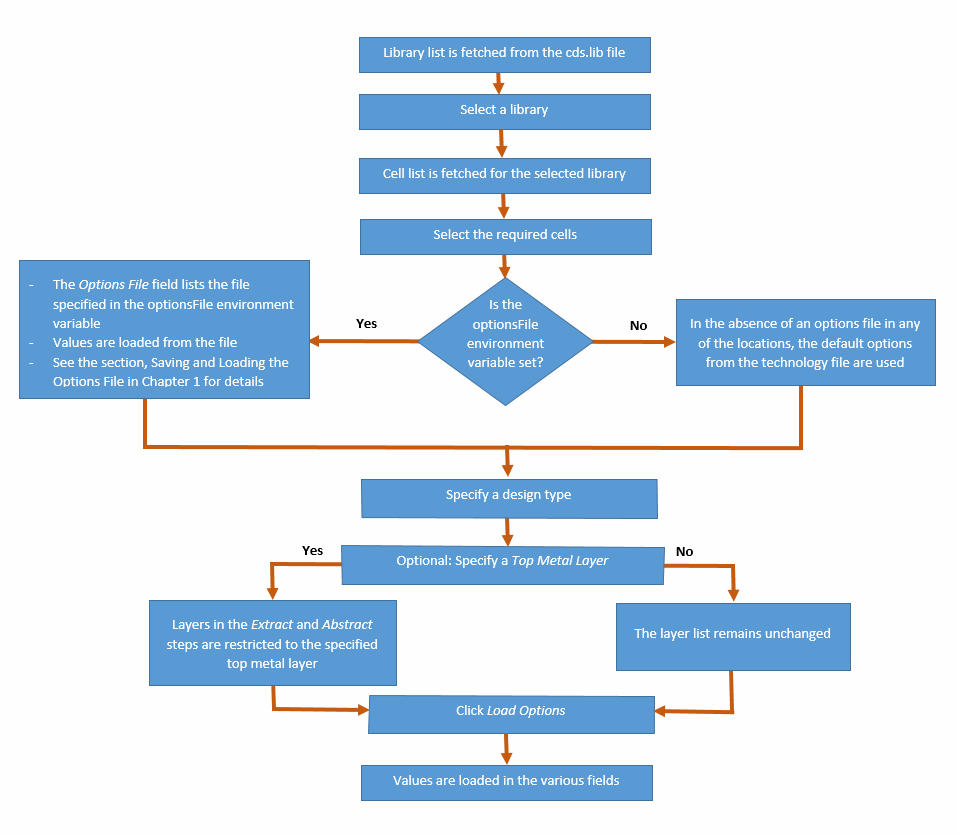 Library list is fetched from the cds.lib file
Select a library
Cell list is fetched for the selected library
Select the required cells
Is the
optionsFile
environment
variable set?
Yes
No
- The Options File field lists the file
specified in the optionsFile environment
variable
- Values are loaded from the file
- See the section, Saving and Loading the
Options File in Chapter 1 for details
In the absence of an options file in any
of the locations, the default options
from the technology file are used
Specify a design type
Optional: Specify a Top Metal Layer
Yes
No
Layers in the Extract and Abstract
steps are restricted to the specified
top metal layer
The layer list remains unchanged
Click Load Options
Values are loaded in the various fields